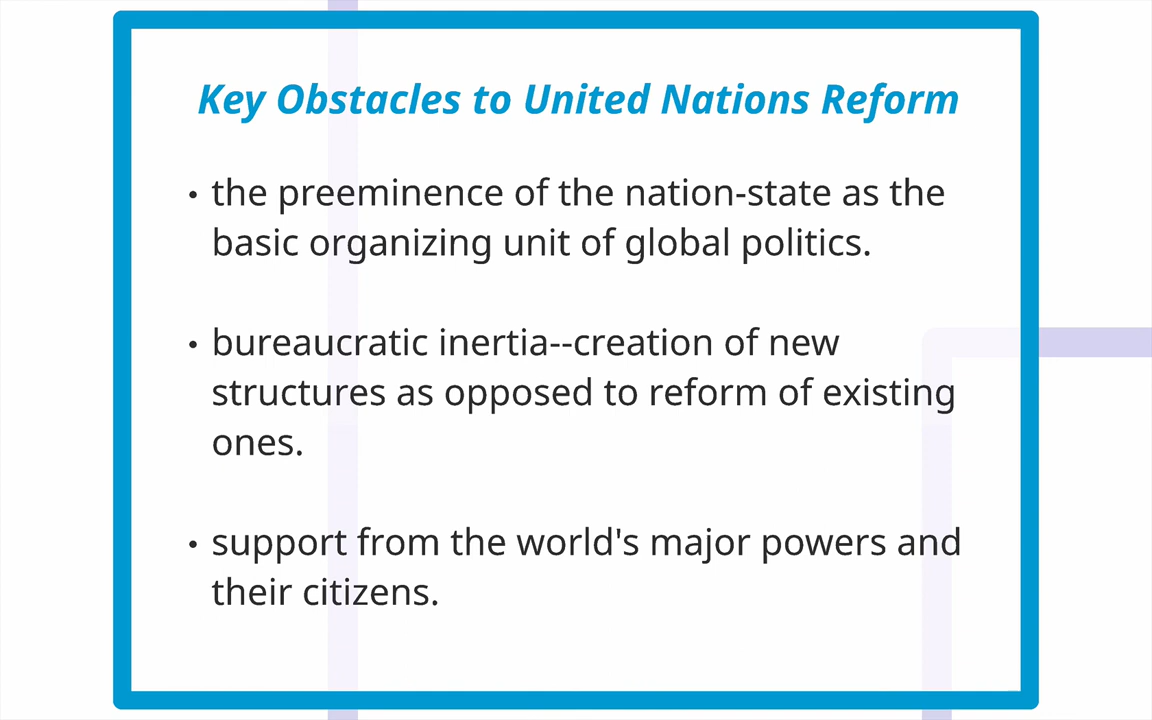 Key Obstacles to United Nations Reform
• the preeminence of the nation-state as the
basic organizing unit of global politics.
• bureaucratic inertia--creation of new
structures as opposed to reform of existing
ones.
• support from the world's major powers and
their citizens.